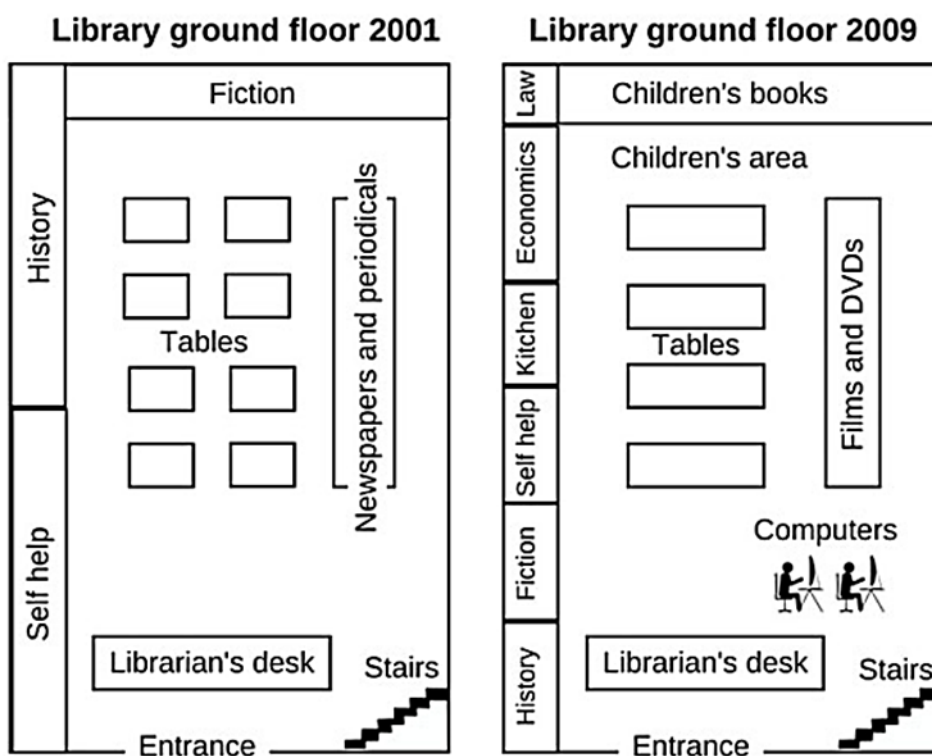 Library ground floor 2001
Fiction
History
Newspapers and periodicals
Tables
Self help
Librarian's desk
Stairs
Entrance
Library ground floor 2009
Law
Children's books
Children's area
Economics
Kitchen
Tables
Films and DVDs
Self help
Computers
Fiction
History
Librarian's desk
Stairs
Entrance